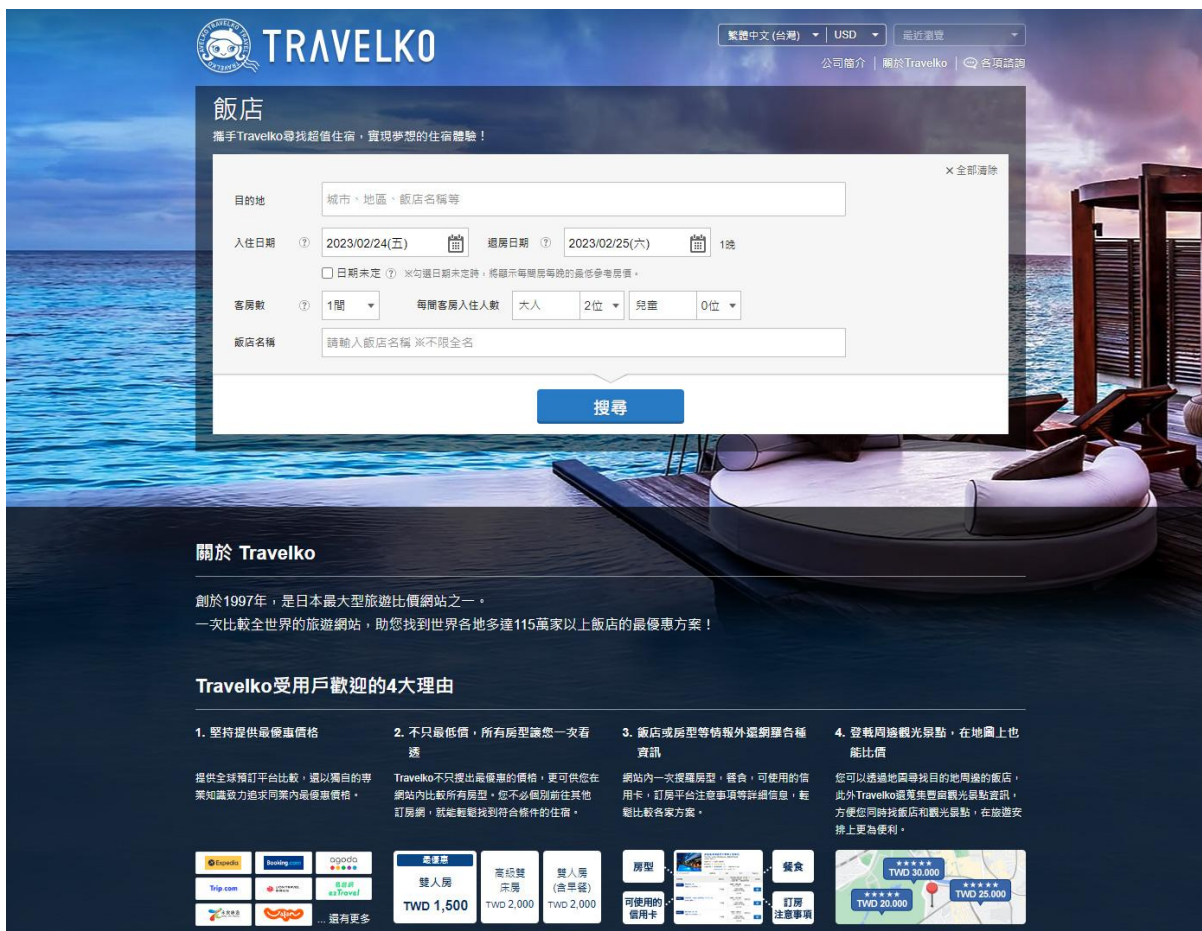 TRAVELKO
繁體中文 (台灣) USD 最近瀏覽
公司簡介 | 關於Travelko | 各項諮詢
飯店
攜手Travelko尋找超值住宿，實現夢想的住宿體驗！
×全部清除
目的地 城市、地區、飯店名稱等
入住日期 ? 2023/02/24(五) 退房日期 ? 2023/02/25(六) 1晚
日期未定 ? ※勾選日期未定時，將顯示每間房每晚的最低參考房價。
客房數 ? 1間 每間客房入住人數 大人 2位 兒童 0位
飯店名稱 請輸入飯店名稱 ※不限全名
搜尋
關於 Travelko
創於1997年，是日本最大型旅遊比價網站之一。
一次比較全世界的旅遊網站，助您找到世界各地多達115萬家以上飯店的最優惠方案！
Travelko受用戶歡迎的4大理由
1. 堅持提供最優惠價格
提供全球預訂平台比較，還以獨自的專
業知識致力追求同業內最優惠價格。
Expedia Booking.com agoda
Trip.com ezTravel
... 還有更多
2. 不只最低價，所有房型讓您一次看
透
Travelko不只搜出最優惠的價格，更可供您在
網站內比較所有房型。您不必個別前往其他
訂房網，就能輕鬆找到符合條件的住宿。
最優惠
雙人房
TWD 1,500
高級雙
床房
TWD 2,000
雙人房
(含早餐)
TWD 2,000
3. 飯店或房型等情報外還網羅各種
資訊
網站內一次搜羅房型，餐食，可使用的信
用卡，訂房平台注意事項等詳細信息，輕
鬆比較各家方案。
房型
餐食
可使用的
信用卡
訂房
注意事項
4. 登載周邊觀光景點，在地圖上也
能比價
您可以透過地圖尋找目的地周邊的飯店，
此外Travelko還蒐集豐富觀光景點資訊，
方便您同時找飯店和觀光景點，在旅遊安
排上更為便利。
★★★★★
TWD 30.000
★★★★★
TWD 25.000
★★★★★
TWD 20.000